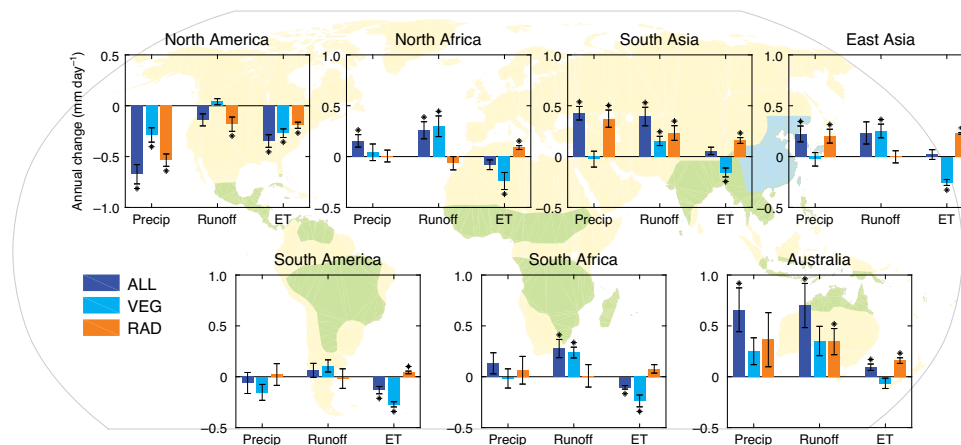 North America
North Africa
South Asia
East Asia
Annual change (mm day⁻¹)
0
−0.5
−1.0
Precip Runoff ET
1.0
0.5
0
−0.5
Precip Runoff ET
1.0
0.5
0
−0.5
Precip Runoff ET
1.0
0.5
0
−0.5
Precip Runoff ET
ALL
VEG
RAD
South America
South Africa
Australia
1.0
0.5
0
−0.5
Precip Runoff ET
1.0
0.5
0
−0.5
Precip Runoff ET
1.0
0.5
0
−0.5
Precip Runoff ET